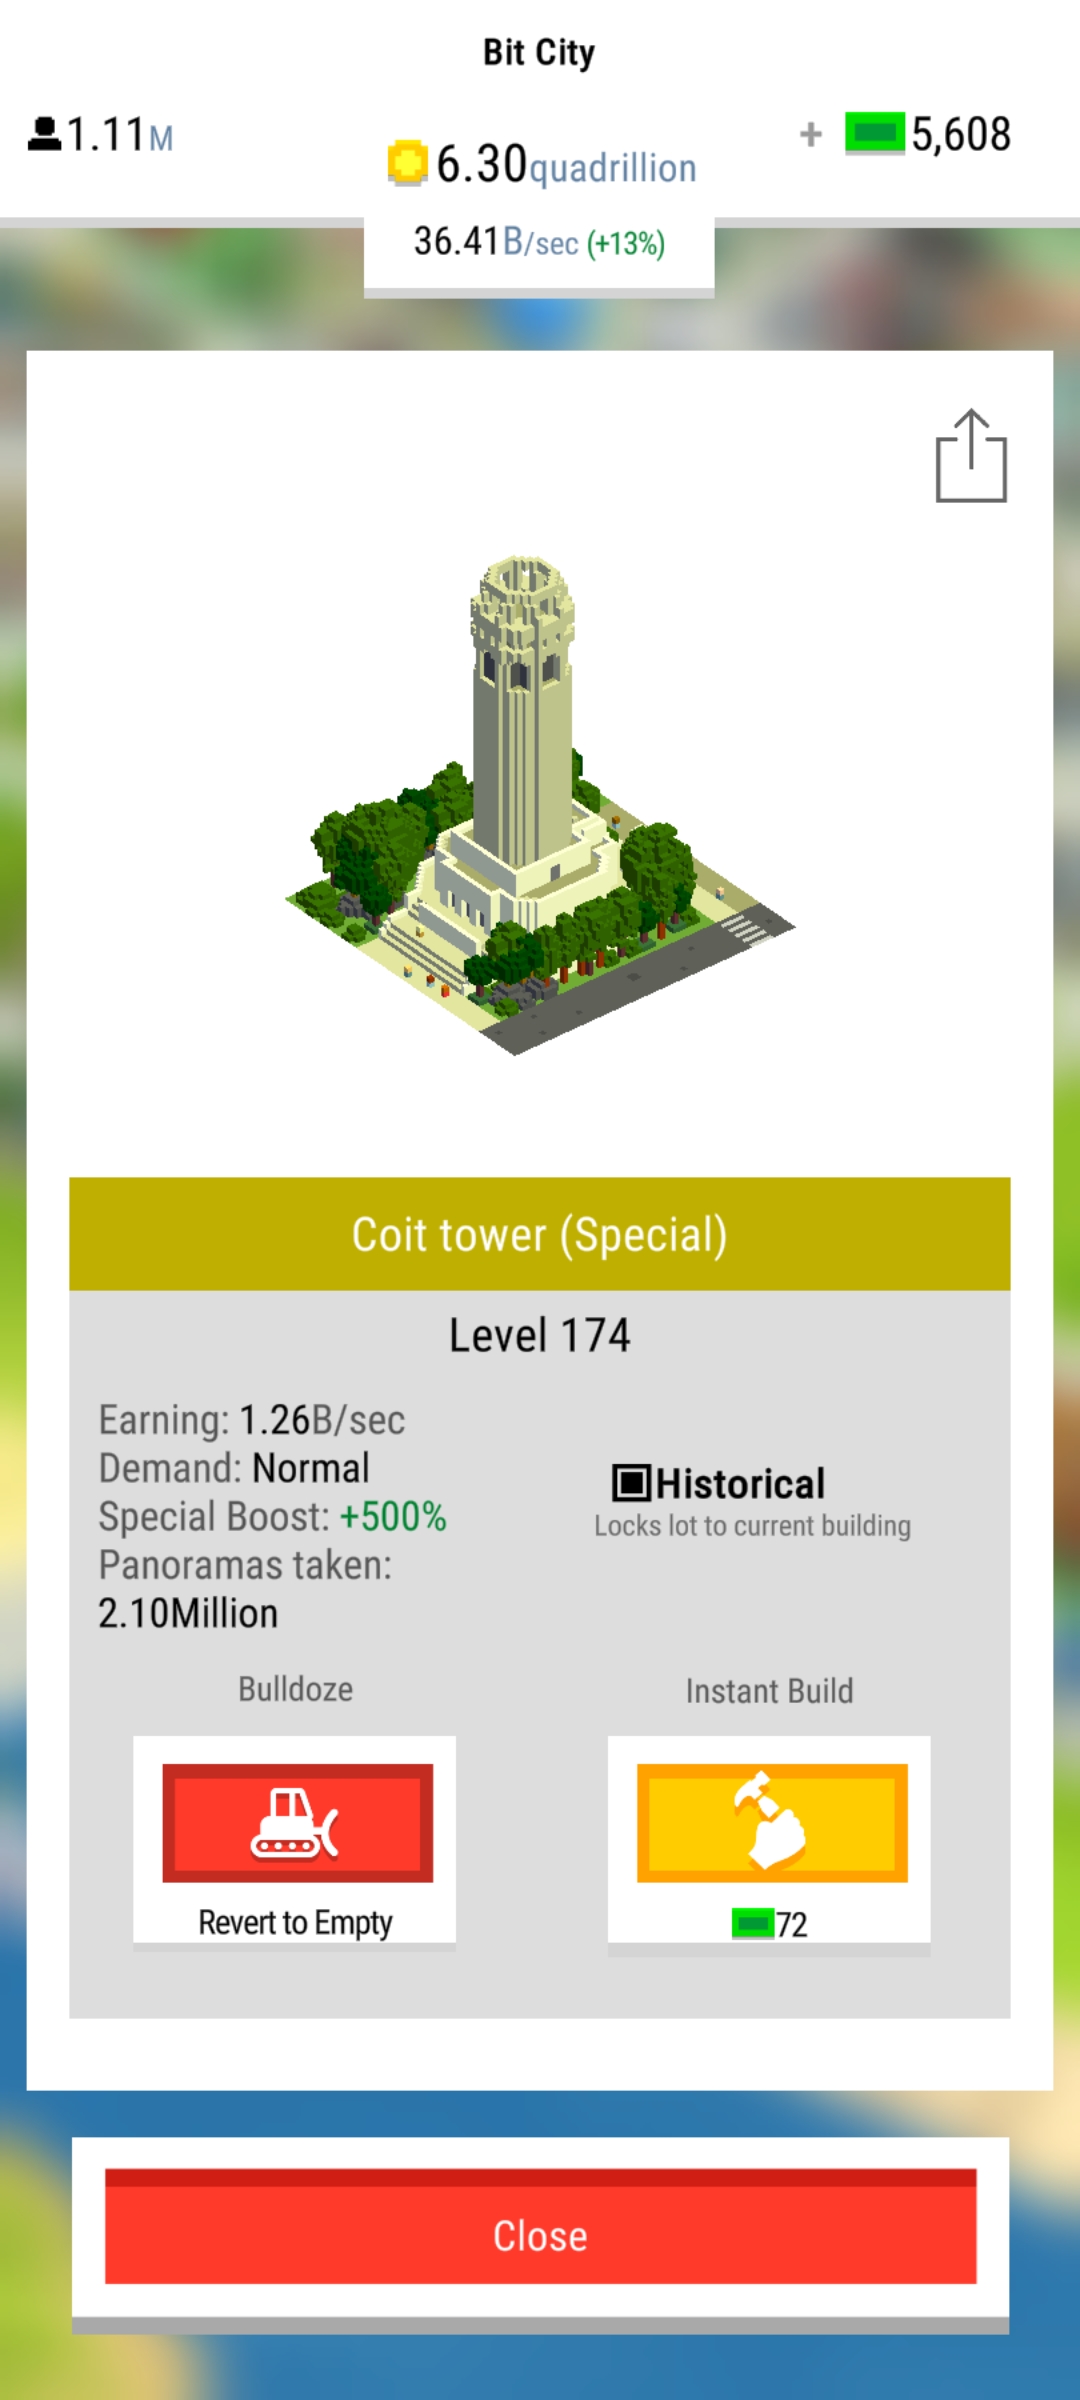 Bit City
1.11M
6.30quadrillion
+ 5,608
36.41B/sec (+13%)
Coit tower (Special)
Level 174
Earning: 1.26B/sec
Demand: Normal
Special Boost: +500%
Panoramas taken:
2.10Million
Historical
Locks lot to current building
Bulldoze
Instant Build
Revert to Empty
72
Close